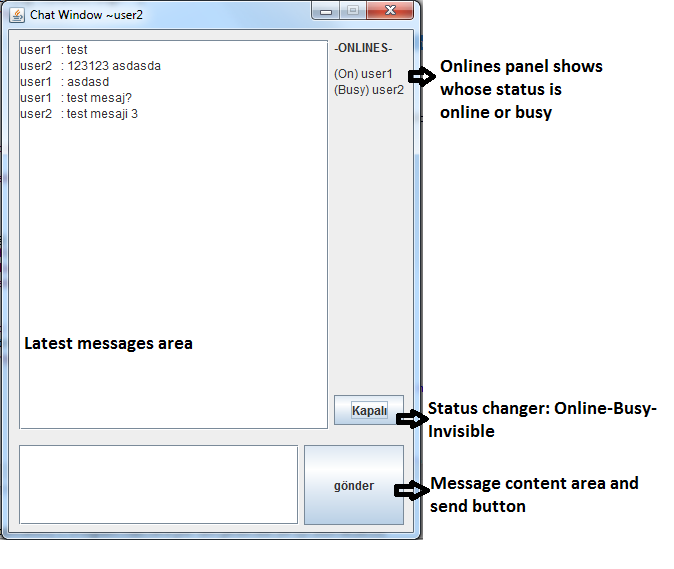 Chat Window ~user2
user1 : test
user2 : 123123 asdasda
user1 : asdasd
user1 : test mesaj?
user2 : test mesaji 3
-ONLINES-
(On) user1
(Busy) user2
Onlines panel shows
whose status is
online or busy
Latest messages area
Kapalı
Status changer: Online-Busy-
Invisible
gönder
Message content area and
send button